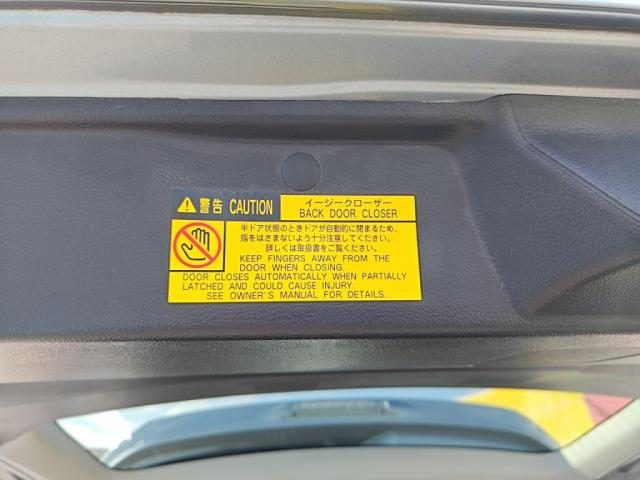 警告 CAUTION
イージークローザー
BACK DOOR CLOSER
半ドア状態のときドアが自動的に閉まるため、
指をはさまないよう十分注意してください。
詳しくは取扱書をご覧ください。
KEEP FINGERS AWAY FROM THE
DOOR WHEN CLOSING.
DOOR CLOSES AUTOMATICALLY WHEN PARTIALLY
LATCHED AND COULD CAUSE INJURY.
SEE OWNER'S MANUAL FOR DETAILS.